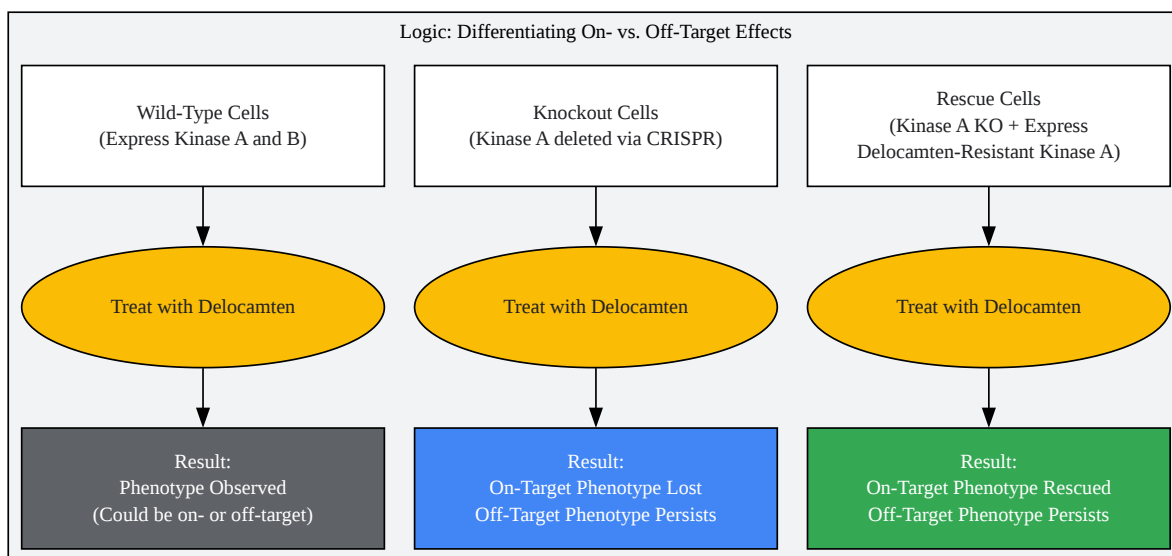 Logic: Differentiating On- vs. Off-Target Effects
Wild-Type Cells
(Express Kinase A and B)
Knockout Cells
(Kinase A deleted via CRISPR)
Rescue Cells
(Kinase A KO + Express
Delocamten-Resistant Kinase A)
Treat with Delocamten
Treat with Delocamten
Treat with Delocamten
Result:
Phenotype Observed
(Could be on- or off-target)
Result:
On-Target Phenotype Lost
Off-Target Phenotype Persists
Result:
On-Target Phenotype Rescued
Off-Target Phenotype Persists